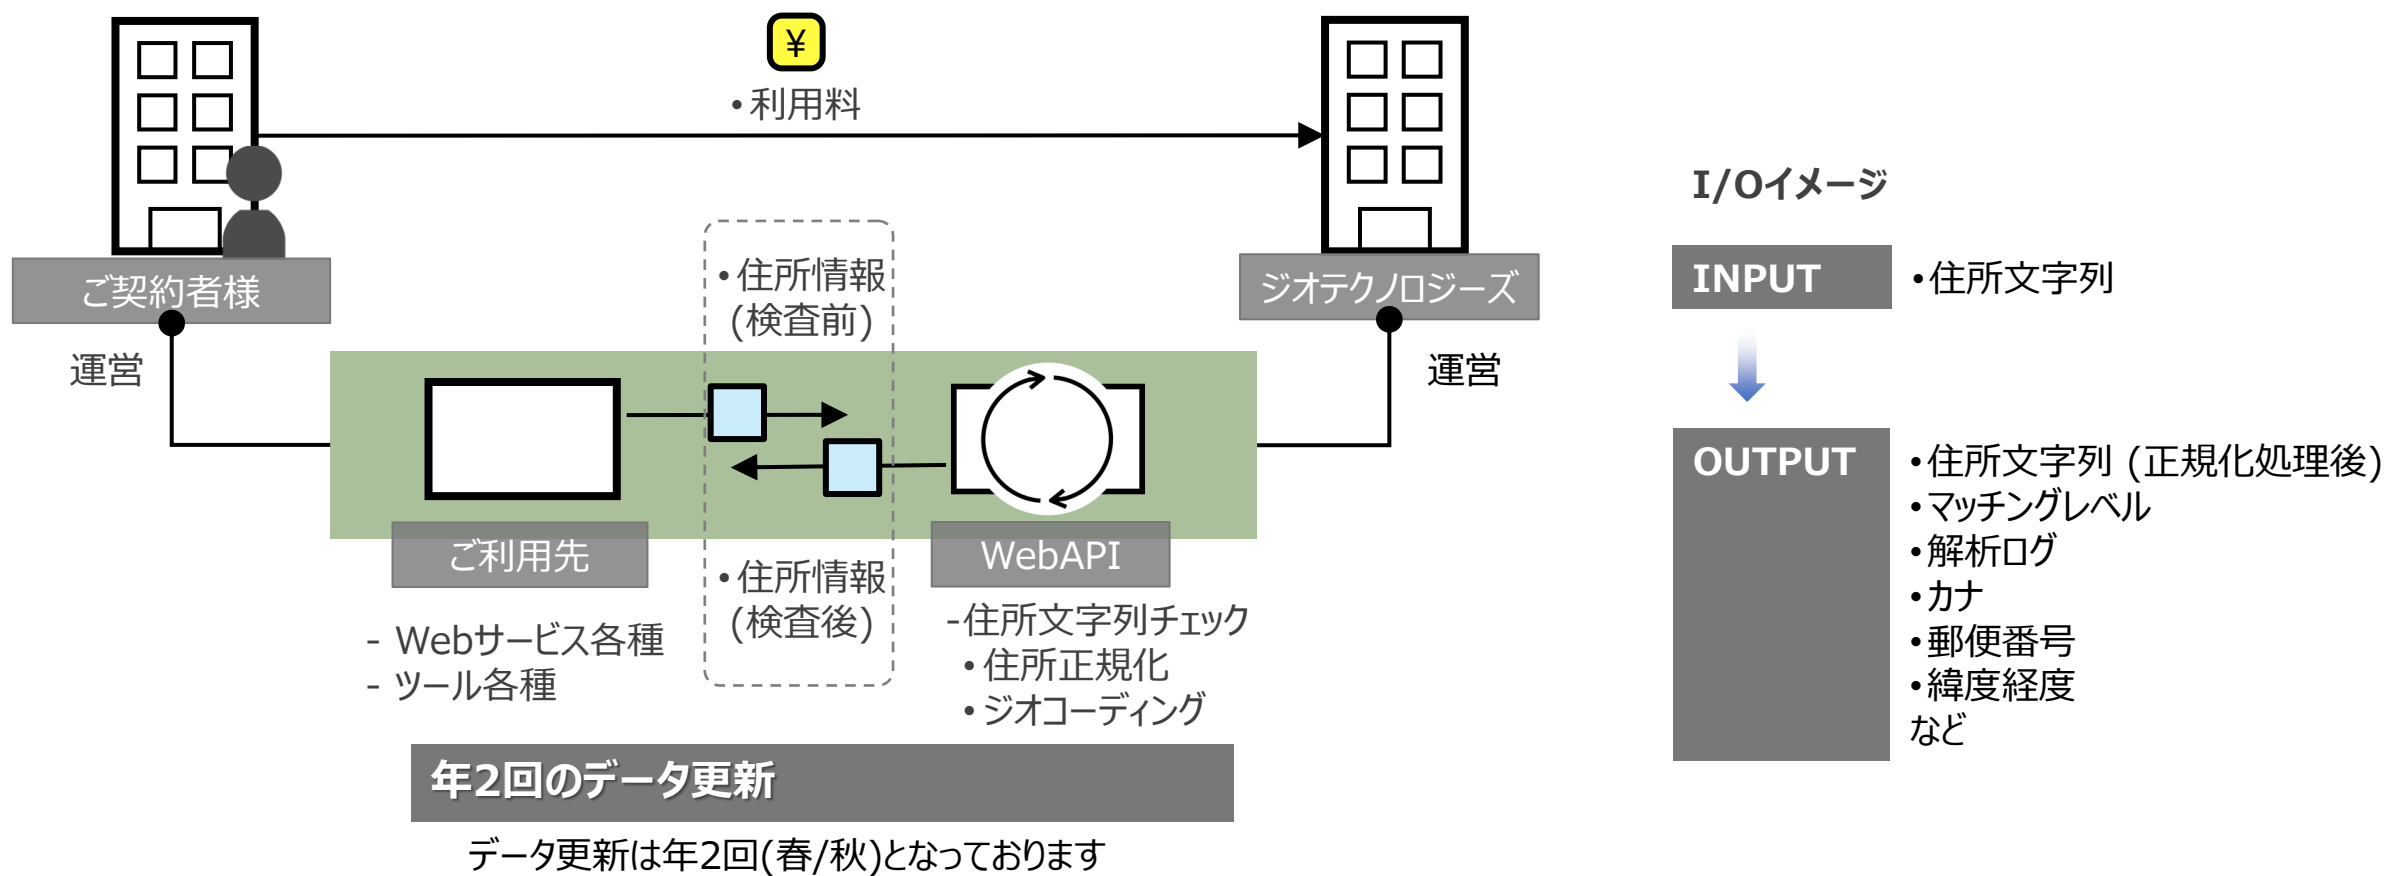 ¥
•利用料
ご契約者様
ジオテクノロジーズ
運営
運営
•住所情報
(検査前)
ご利用先
WebAPI
•住所情報
(検査後)
- Webサービス各種
- ツール各種
-住所文字列チェック
•住所正規化
•ジオコーディング
年2回のデータ更新
データ更新は年2回(春/秋)となっております
I/Oイメージ
INPUT
•住所文字列
OUTPUT
•住所文字列 (正規化処理後)
•マッチングレベル
•解析ログ
•カナ
•郵便番号
•緯度経度
など